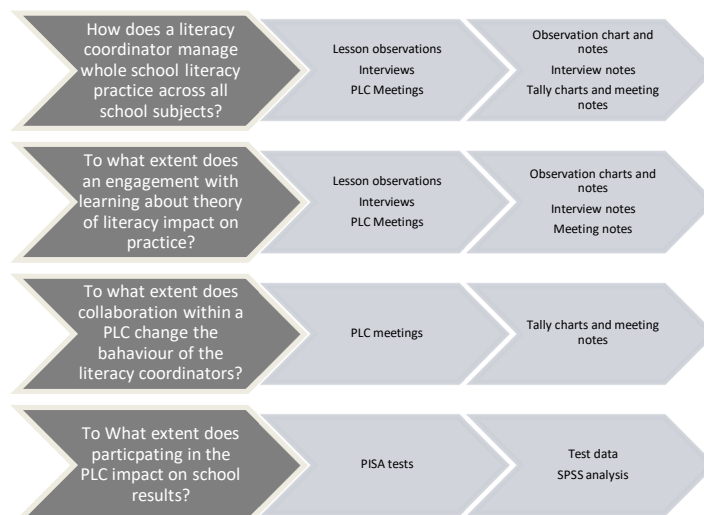 How does a literacy
coordinator manage
whole school literacy
practice across all
school subjects?
Lesson observations
Interviews
PLC Meetings
Observation chart and
notes
Interview notes
Tally charts and meeting
notes
To what extent does
an engagement with
learning about theory
of literacy impact on
practice?
Lesson observations
Interviews
PLC Meetings
Observation charts and
notes
Interview notes
Meeting notes
To what extent does
collaboration within a
PLC change the
bahaviour of the
literacy coordinators?
PLC meetings
Tally charts and meeting
notes
To What extent does
particpating in the
PLC impact on school
results?
PISA tests
Test data
SPSS analysis